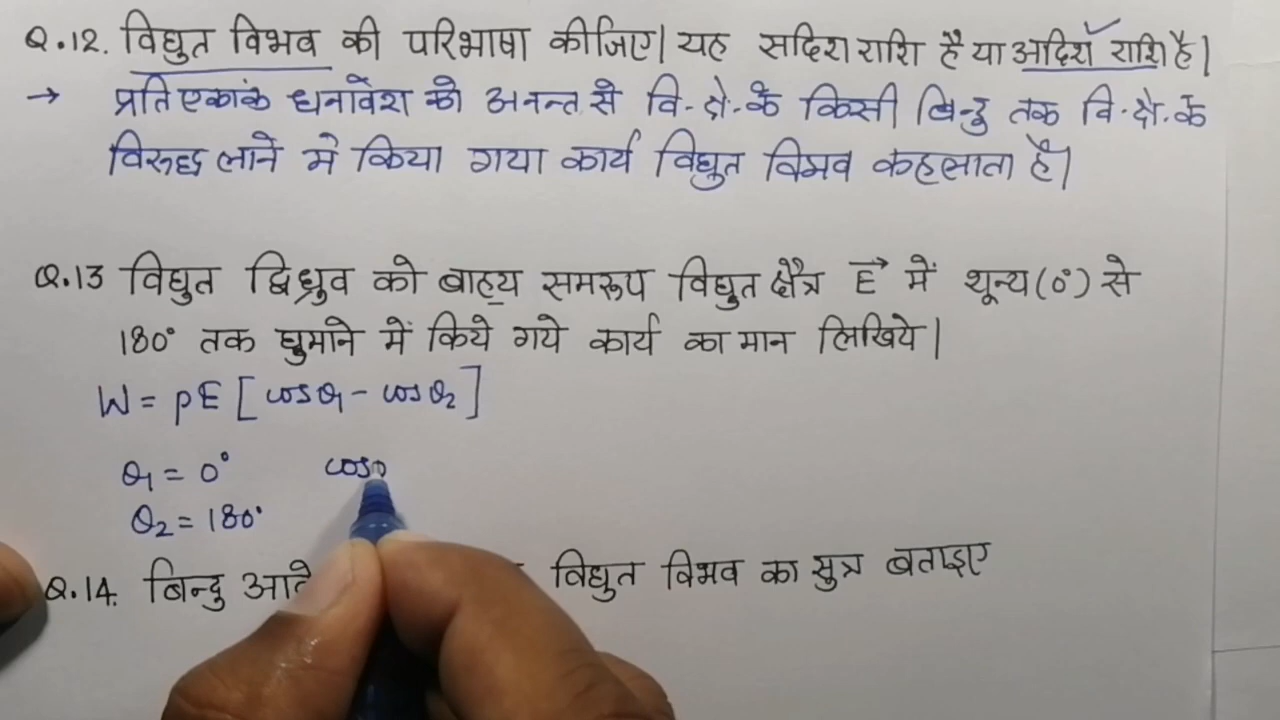 Q.12. विद्युत विभव की परिभाषा कीजिए। यह सदिश राशि है या अदिश राशि है।
→ प्रति एकांक धनावेश को अनन्त से वि.क्षे.के किसी बिन्दु तक वि.क्षे.के
विरुद्ध लाने में किया गया कार्य विद्युत विभव कहलाता है।
Q.13 विद्युत द्विध्रुव को बाह्य समरूप विद्युत क्षैत्र E→ में शून्य (0°) से
180° तक घुमाने में किये गये कार्य का मान लिखिये।
W = pE [cosθ₁ - cosθ₂]
θ₁ = 0° cos0
θ₂ = 180°
Q.14. बिन्दु विद्युत विभव का सुत्र बताइए